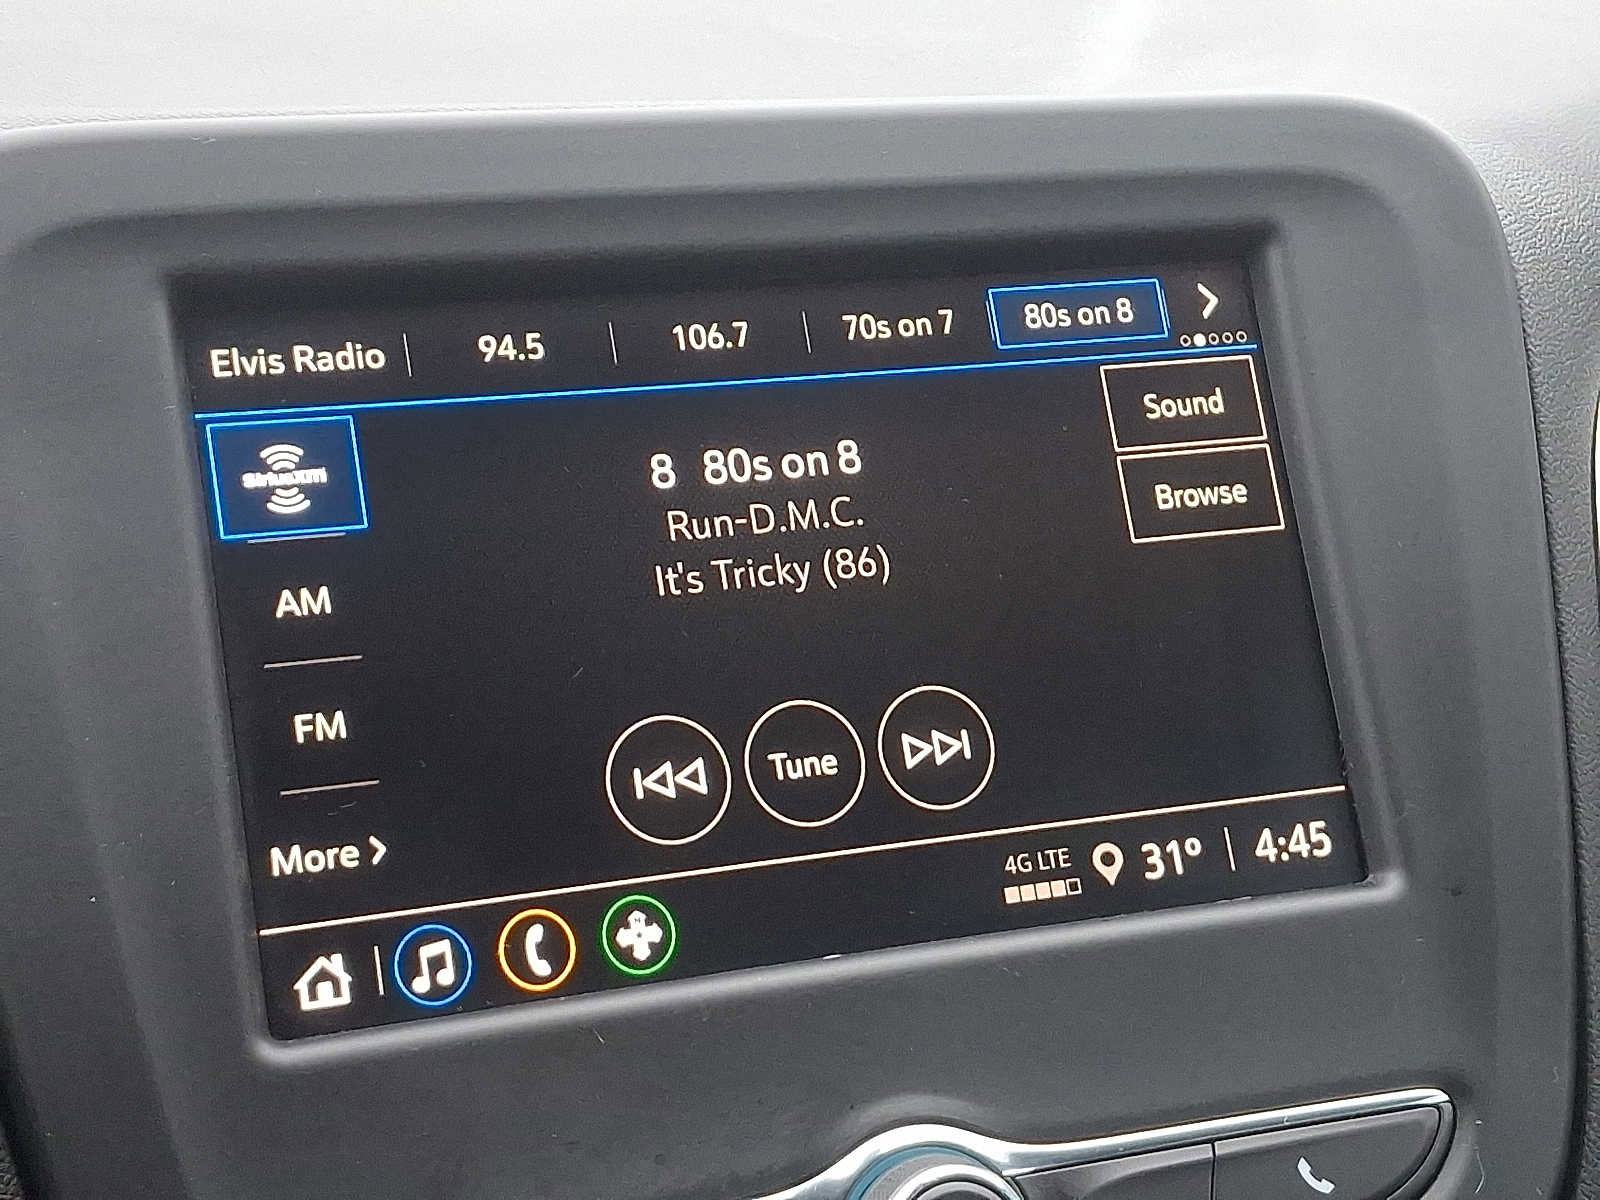 Elvis Radio 94.5 106.7 70s on 7 80s on 8
SiriusXM
Sound
8 80s on 8
Browse
Run-D.M.C.
It's Tricky (86)
AM
FM
Tune
More
4G LTE 31° 4:45
N